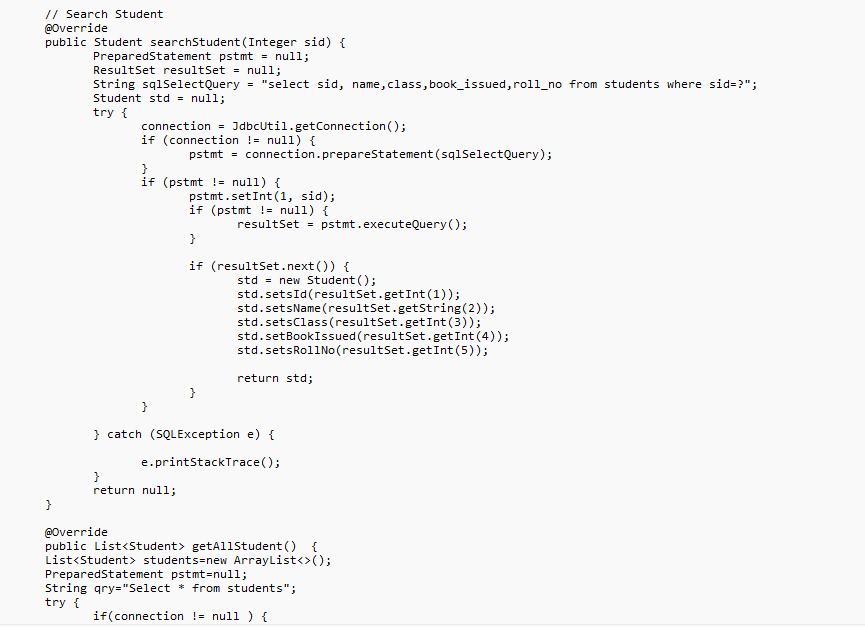 // Search Student
@Override
public Student searchStudent(Integer sid) {
PreparedStatement pstmt = null;
ResultSet resultSet = null;
String sqlSelectQuery = "select sid, name,class,book_issued,roll_no from students where sid=?";
Student std = null;
try {
connection = JdbcUtil.getConnection();
if (connection != null) {
pstmt = connection.prepareStatement(sqlSelectQuery);
}
if (pstmt != null) {
pstmt.setInt(1, sid);
if (pstmt != null) {
resultSet = pstmt.executeQuery();
}
if (resultSet.next()) {
std = new Student();
std.setsId(resultSet.getInt(1));
std.setsName(resultSet.getString(2));
std.setsClass(resultSet.getInt(3));
std.setBookIssued(resultSet.getInt(4));
std.setsRollNo(resultSet.getInt(5));
return std;
}
}
} catch (SQLException e) {
e.printStackTrace();
}
return null;
}
@Override
public List<Student> getAllStudent()  {
List<Student> students=new ArrayList<>();
PreparedStatement pstmt=null;
String qry="Select * from students";
try {
if(connection != null ) {